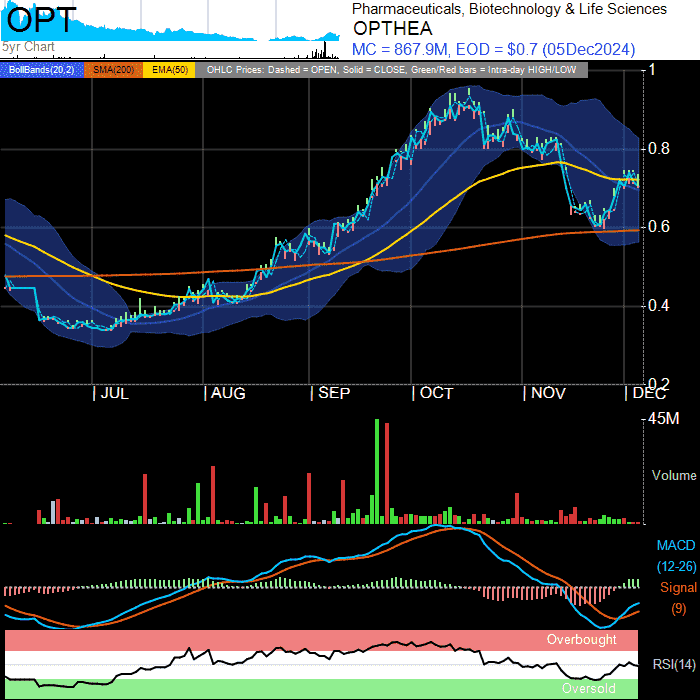 OPT
5yr Chart
Pharmaceuticals, Biotechnology & Life Sciences
OPTHEA
MC = 867.9M, EOD = $0.7 (05Dec2024)
BollBands(20,2) SMA(200) EMA(50) OHLC Prices: Dashed = OPEN, Solid = CLOSE, Green/Red bars = Intra-day HIGH/LOW
1
0.8
0.6
0.4
0.2
| JUL | AUG | SEP | OCT | NOV | DEC
45M
Volume
MACD
(12-26)
Signal
(9)
Overbought
RSI(14)
Oversold